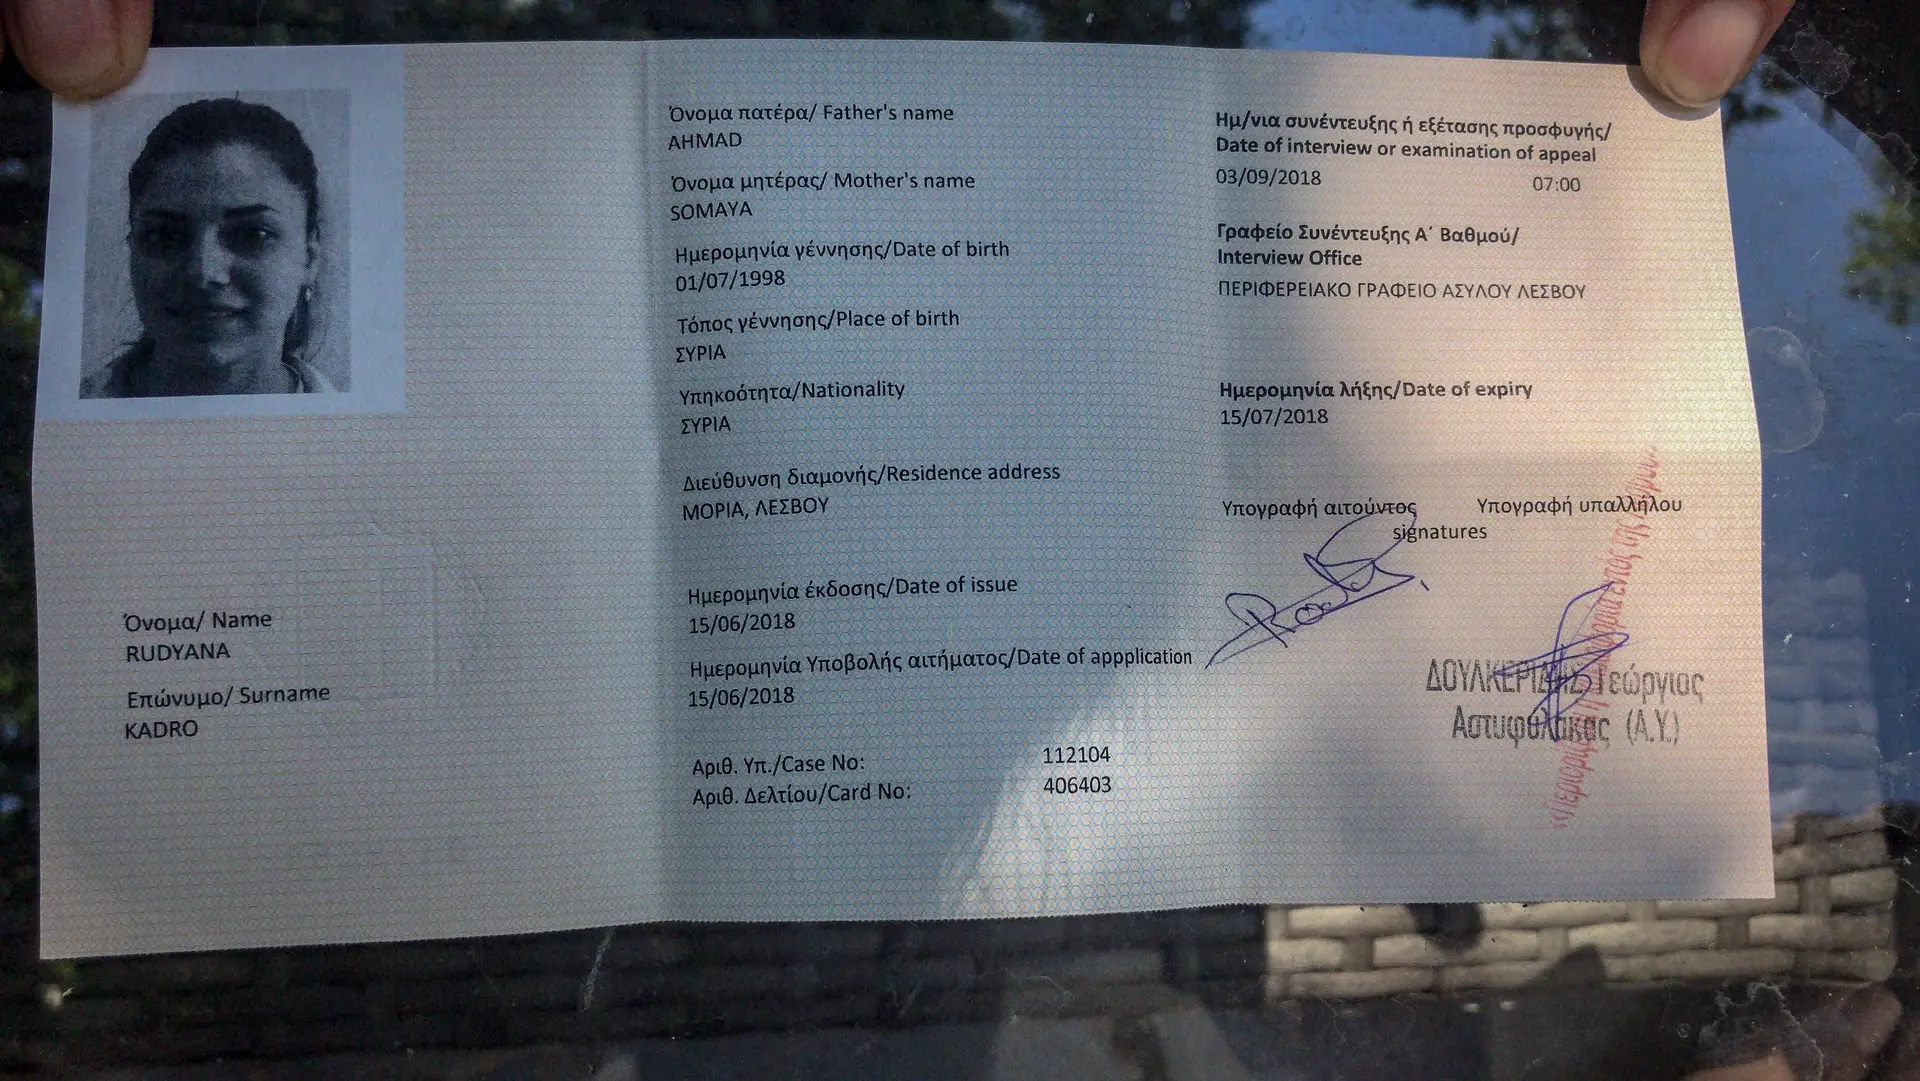 Όνομα/ Name
RUDYANA
Επώνυμο/ Surname
KADRO
Όνομα πατέρα/ Father's name
AHMAD
Όνομα μητέρας/ Mother's name
SOMAYA
Ημερομηνία γέννησης/Date of birth
01/07/1998
Τόπος γέννησης/Place of birth
ΣΥΡΙΑ
Υπηκοότητα/Nationality
ΣΥΡΙΑ
Διεύθυνση διαμονής/Residence address
ΜΟΡΙΑ, ΛΕΣΒΟΥ
Ημερομηνία έκδοσης/Date of issue
15/06/2018
Ημερομηνία Υποβολής αιτήματος/Date of appplication
15/06/2018
Αριθ. Υπ./Case No: 112104
Αριθ. Δελτίου/Card No: 406403
Ημ/νια συνέντευξης ή εξέτασης προσφυγής/
Date of interview or examination of appeal
03/09/2018 07:00
Γραφείο Συνέντευξης Α΄ Βαθμού/
Interview Office
ΠΕΡΙΦΕΡΕΙΑΚΟ ΓΡΑΦΕΙΟ ΑΣΥΛΟΥ ΛΕΣΒΟΥ
Ημερομηνία λήξης/Date of expiry
15/07/2018
Υπογραφή αιτούντος Υπογραφή υπαλλήλου
signatures
ΔΟΥΛΚΕΡΙΔΗΣ Γεώργιος
Αστυφύλακας (Α.Υ.)